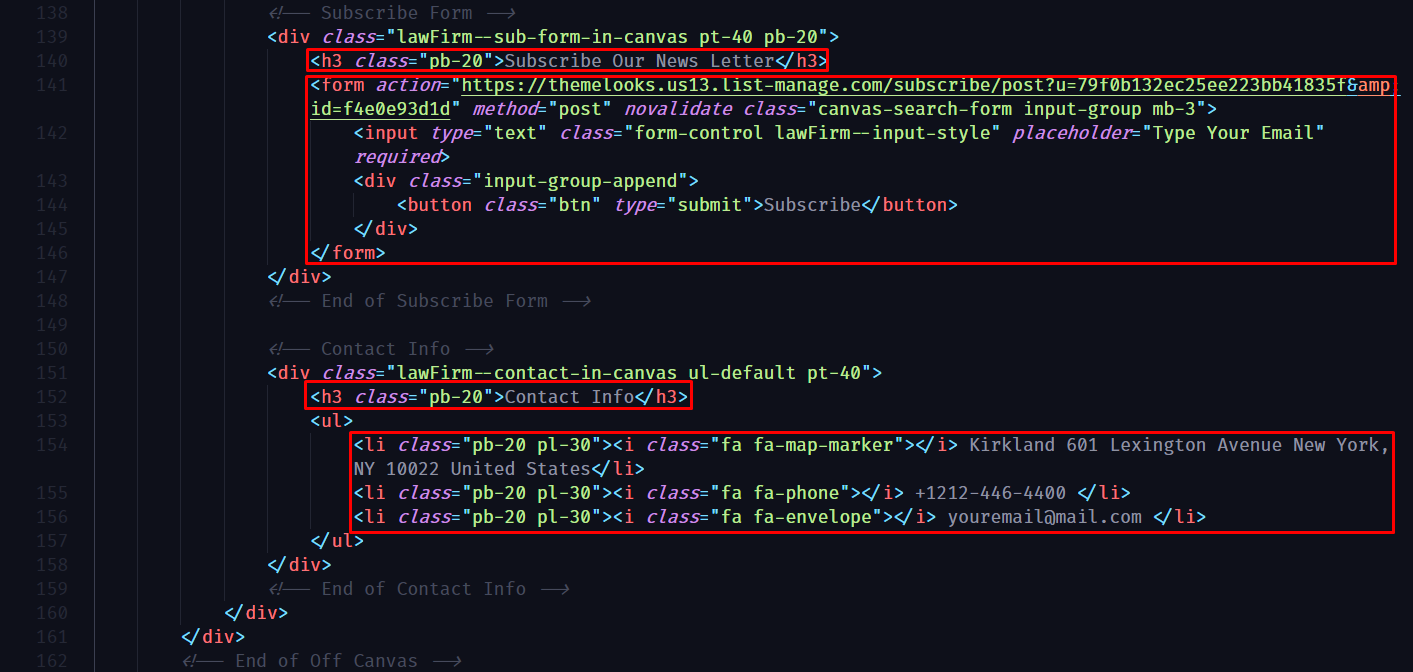 138 <!-- Subscribe Form -->
139 <div class="lawFirm--sub-form-in-canvas pt-40 pb-20">
140 <h3 class="pb-20">Subscribe Our News Letter</h3>
141 <form action="https://themelooks.us13.list-manage.com/subscribe/post?u=79f0b132ec25ee223bb41835f&amp
id=f4e0e93d1d" method="post" novalidate class="canvas-search-form input-group mb-3">
142 <input type="text" class="form-control lawFirm--input-style" placeholder="Type Your Email"
required>
143 <div class="input-group-append">
144 <button class="btn" type="submit">Subscribe</button>
145 </div>
146 </form>
147 </div>
148 <!-- End of Subscribe Form -->
149
150 <!-- Contact Info -->
151 <div class="lawFirm--contact-in-canvas ul-default pt-40">
152 <h3 class="pb-20">Contact Info</h3>
153 <ul>
154 <li class="pb-20 pl-30"><i class="fa fa-map-marker"></i> Kirkland 601 Lexington Avenue New York,
NY 10022 United States</li>
155 <li class="pb-20 pl-30"><i class="fa fa-phone"></i> +1212-446-4400 </li>
156 <li class="pb-20 pl-30"><i class="fa fa-envelope"></i> youremail@mail.com </li>
157 </ul>
158 </div>
159 <!-- End of Contact Info -->
160 </div>
161 </div>
162 <!-- End of Off Canvas -->